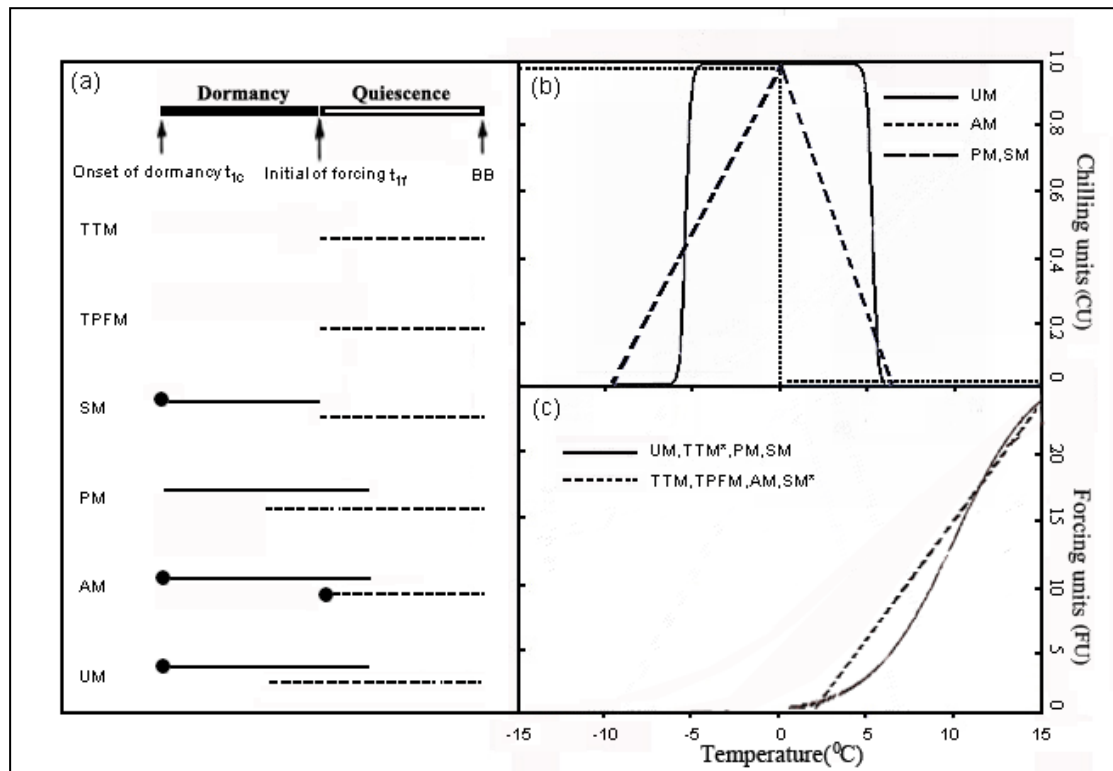 (a)
Dormancy Quiescence
Onset of dormancy t1c Initial of forcing t1f BB
TTM
TPFM
SM
PM
AM
UM
(b)
UM
AM
PM,SM
1.0
0.8
0.6
0.4
0.2
0
Chilling units (CU)
(c)
UM,TTM*,PM,SM
TTM,TPFM,AM,SM*
20
15
10
5
0
Forcing units (FU)
-15 -10 -5 0 5 10 15
Temperature(⁰C)